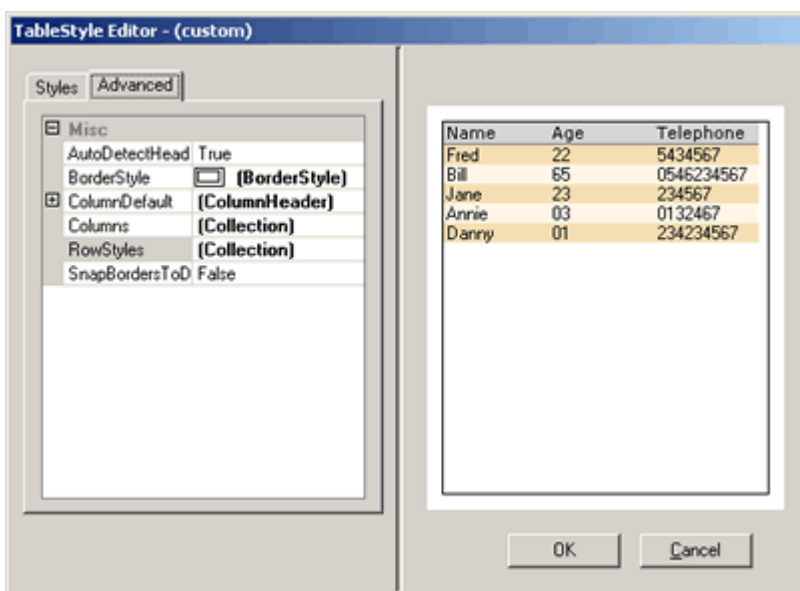 TableStyle Editor - (custom)
Styles Advanced
Misc
AutoDetectHead True
BorderStyle (BorderStyle)
ColumnDefault (ColumnHeader)
Columns (Collection)
RowStyles (Collection)
SnapBordersToD False
Name Age Telephone
Fred 22 5434567
Bill 65 0546234567
Jane 23 234567
Annie 03 0132467
Danny 01 234234567
OK Cancel